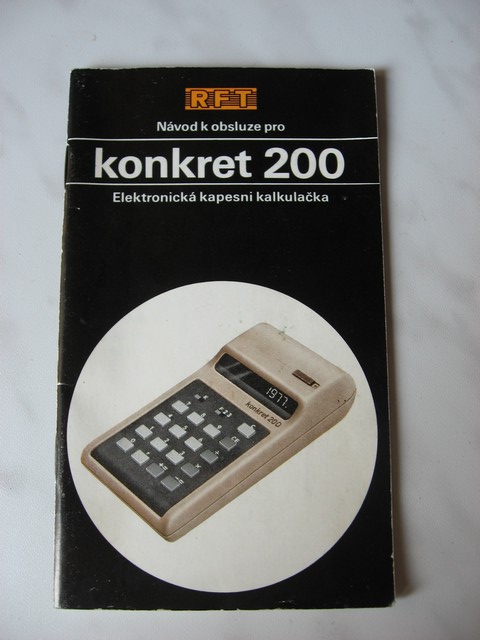 RFT
Návod k obsluze pro
konkret 200
Elektronická kapesni kalkulačka
1977.
konkret 200